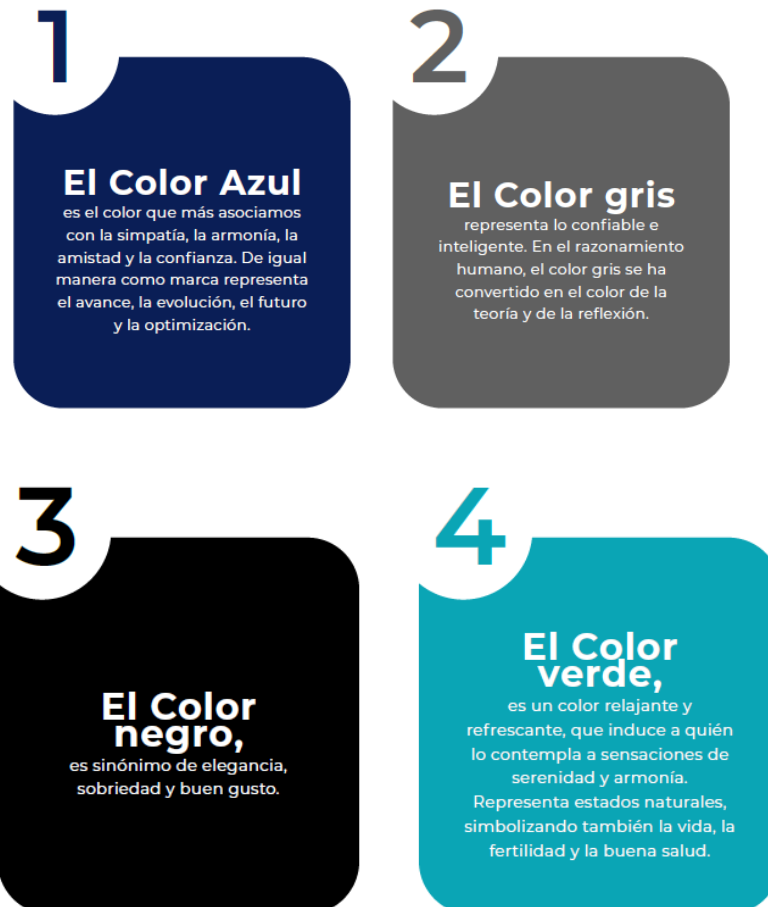 1
El Color Azul
es el color que más asociamos
con la simpatía, la armonía, la
amistad y la confianza. De igual
manera como marca representa
el avance, la evolución, el futuro
y la optimización.
2
El Color gris
representa lo confiable e
inteligente. En el razonamiento
humano, el color gris se ha
convertido en el color de la
teoría y de la reflexión.
3
El Color
negro,
es sinónimo de elegancia,
sobriedad y buen gusto.
4
El Color
verde,
es un color relajante y
refrescante, que induce a quién
lo contempla a sensaciones de
serenidad y armonía.
Representa estados naturales,
simbolizando también la vida, la
fertilidad y la buena salud.